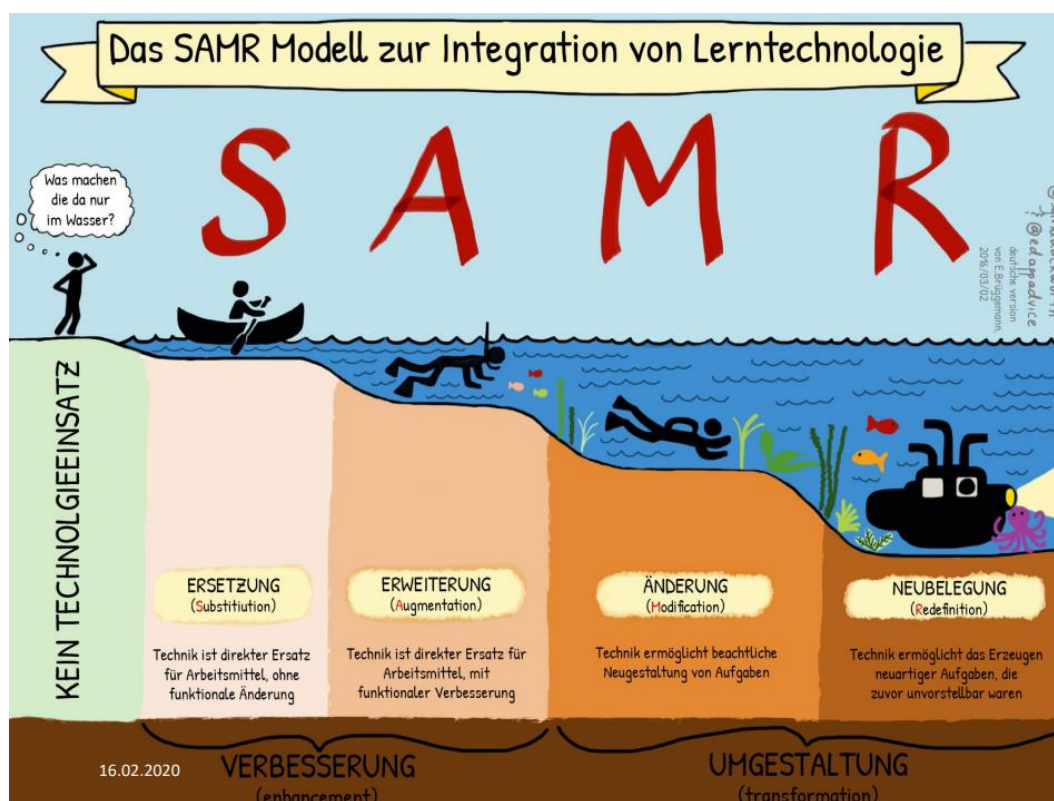 Das SAMR Modell zur Integration von Lerntechnologie
S A M R
Was machen
die da nur
im Wasser?
@edappadvice
deutsche version
von E.Brüggemann,
2016/03/02
KEIN TECHNOLGIEEINSATZ
ERSETZUNG
(Substitiution)
Technik ist direkter Ersatz
für Arbeitsmittel, ohne
funktionale Änderung
ERWEITERUNG
(Augmentation)
Technik ist direkter Ersatz für
Arbeitsmittel, mit
funktionaler Verbesserung
ÄNDERUNG
(Modification)
Technik ermöglicht beachtliche
Neugestaltung von Aufgaben
NEUBELEGUNG
(Redefinition)
Technik ermöglicht das Erzeugen
neuartiger Aufgaben, die
zuvor unvorstellbar waren
16.02.2020
VERBESSERUNG
(enhancement)
UMGESTALTUNG
(transformation)